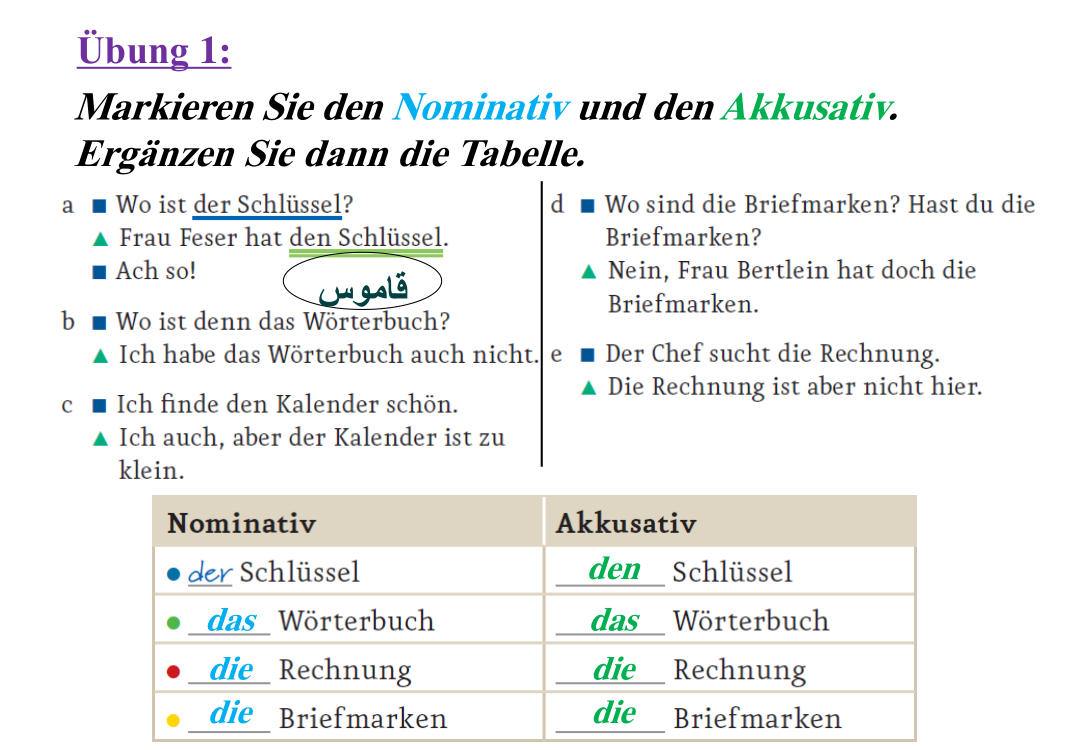 Übung 1:
Markieren Sie den Nominativ und den Akkusativ.
Ergänzen Sie dann die Tabelle.
a ■ Wo ist der Schlüssel?
▲ Frau Feser hat den Schlüssel.
■ Ach so!
قاموس
b ■ Wo ist denn das Wörterbuch?
▲ Ich habe das Wörterbuch auch nicht.
c ■ Ich finde den Kalender schön.
▲ Ich auch, aber der Kalender ist zu
klein.
d ■ Wo sind die Briefmarken? Hast du die
Briefmarken?
▲ Nein, Frau Bertlein hat doch die
Briefmarken.
e ■ Der Chef sucht die Rechnung.
▲ Die Rechnung ist aber nicht hier.
Nominativ Akkusativ
● der Schlüssel den Schlüssel
● das Wörterbuch das Wörterbuch
● die Rechnung die Rechnung
● die Briefmarken die Briefmarken